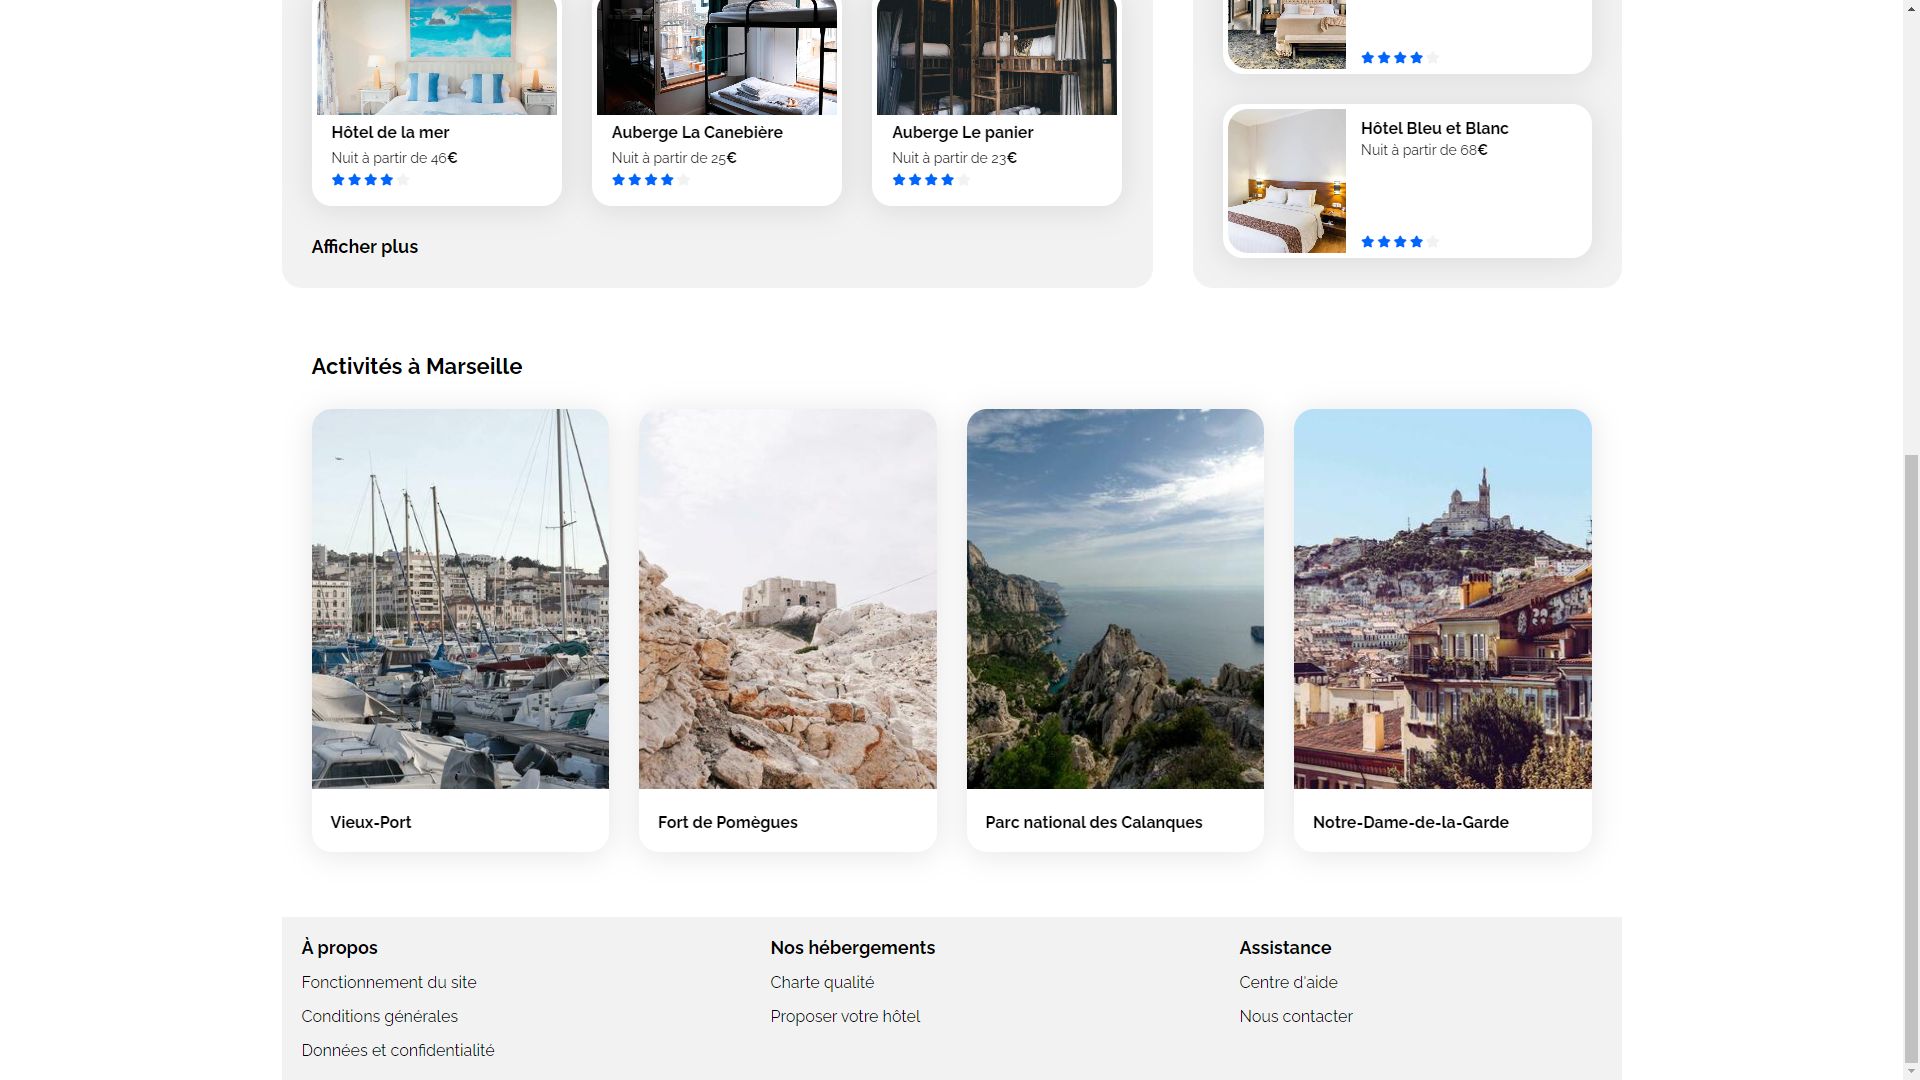 Hôtel de la mer
Nuit à partir de 46€
Auberge La Canebière
Nuit à partir de 25€
Auberge Le panier
Nuit à partir de 23€
Afficher plus
Hôtel Bleu et Blanc
Nuit à partir de 68€
Activités à Marseille
Vieux-Port
Fort de Pomègues
Parc national des Calanques
Notre-Dame-de-la-Garde
À propos
Fonctionnement du site
Conditions générales
Données et confidentialité
Nos hébergements
Charte qualité
Proposer votre hôtel
Assistance
Centre d'aide
Nous contacter